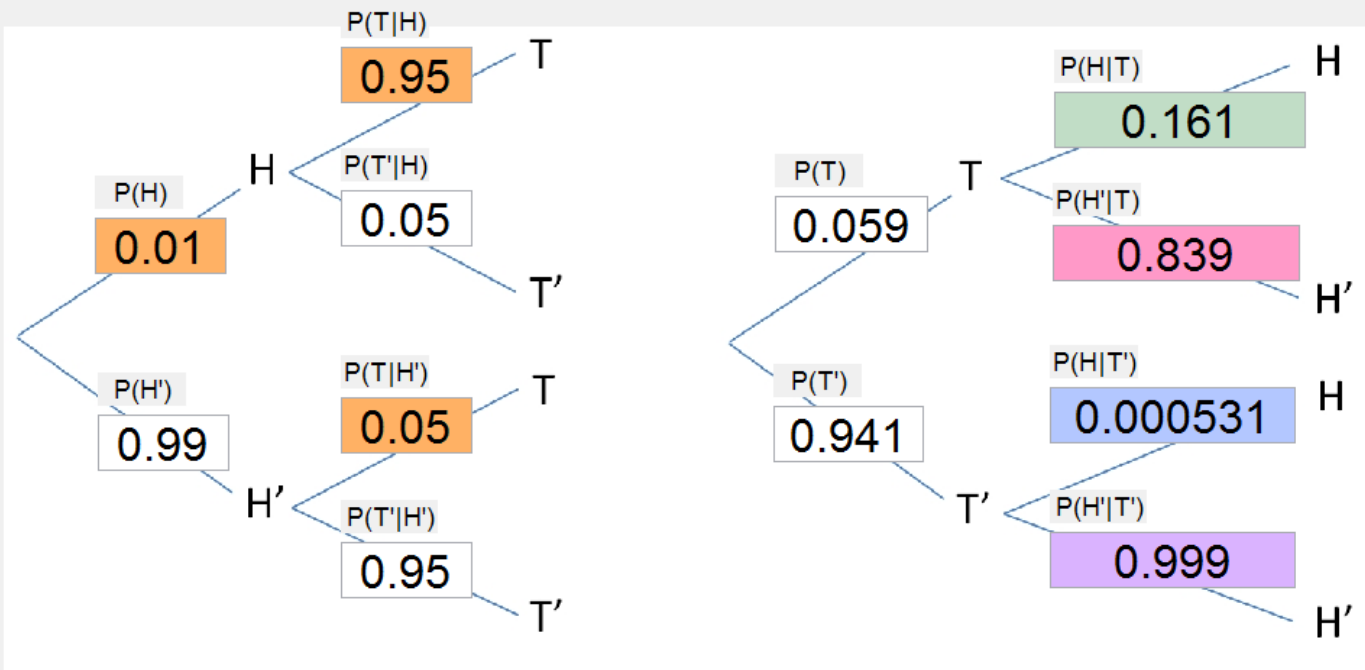 P(T|H)
0.95
T
P(H)
0.01
H
P(T'|H)
0.05
T′
P(H')
0.99
H′
P(T|H')
0.05
T
P(T'|H')
0.95
T′
P(T)
0.059
T
P(H|T)
0.161
H
P(H'|T)
0.839
H′
P(T')
0.941
T′
P(H|T')
0.000531
H
P(H'|T')
0.999
H′